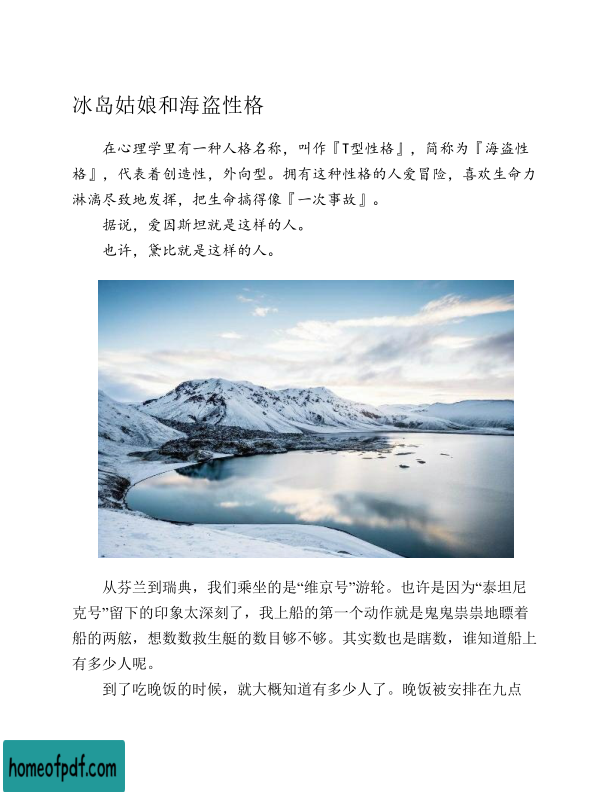 冰岛姑娘和海盗性格
在心理学里有一种人格名称，叫作『T型性格』，简称为『海盗性
格』，代表着创造性，外向型。拥有这种性格的人爱冒险，喜欢生命力
淋漓尽致地发挥，把生命搞得像『一次事故』。
据说，爱因斯坦就是这样的人。
也许，黛比就是这样的人。
从芬兰到瑞典，我们乘坐的是“维京号”游轮。也许是因为“泰坦尼
克号”留下的印象太深刻了，我上船的第一个动作就是鬼鬼祟祟地瞟着
船的两舷，想数数救生艇的数目够不够。其实数也是瞎数，谁知道船上
有多少人呢。
到了吃晚饭的时候，就大概知道有多少人了。晚饭被安排在九点
homeofpdf.com